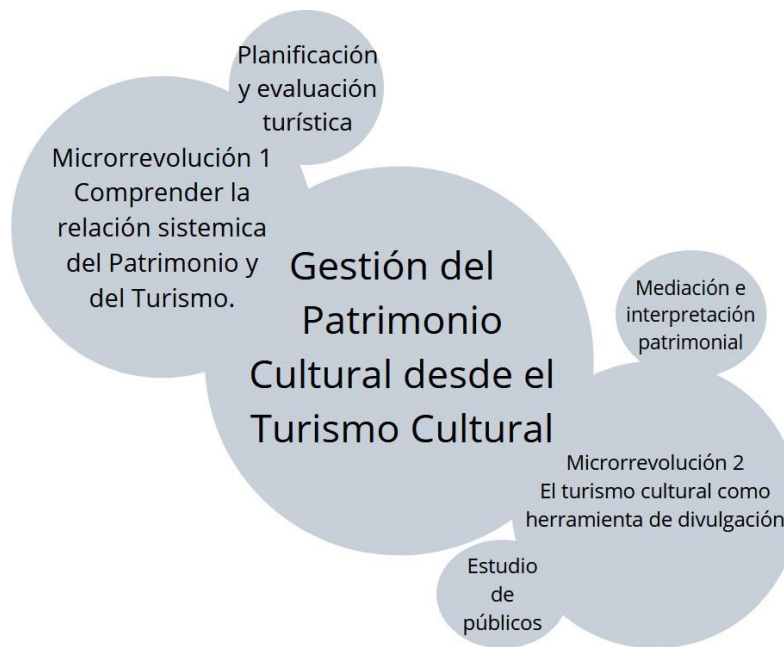 Planificación
y evaluación
turística
Microrrevolución 1
Comprender la
relación sistemica
del Patrimonio y
del Turismo.
Gestión del
Patrimonio
Cultural desde el
Turismo Cultural
Mediación e
interpretación
patrimonial
Microrrevolución 2
El turismo cultural como
herramienta de divulgación
Estudio
de
públicos